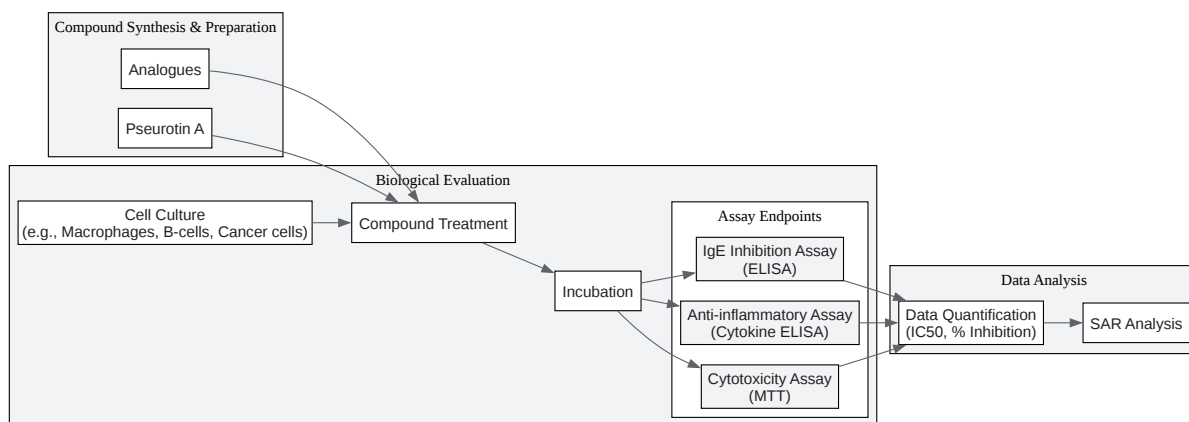 Compound Synthesis & Preparation
Analogues
Pseurotin A
Biological Evaluation
Cell Culture
(e.g., Macrophages, B-cells, Cancer cells)
Compound Treatment
Incubation
Assay Endpoints
IgE Inhibition Assay
(ELISA)
Anti-inflammatory Assay
(Cytokine ELISA)
Cytotoxicity Assay
(MTT)
Data Analysis
Data Quantification
(IC50, % Inhibition)
SAR Analysis